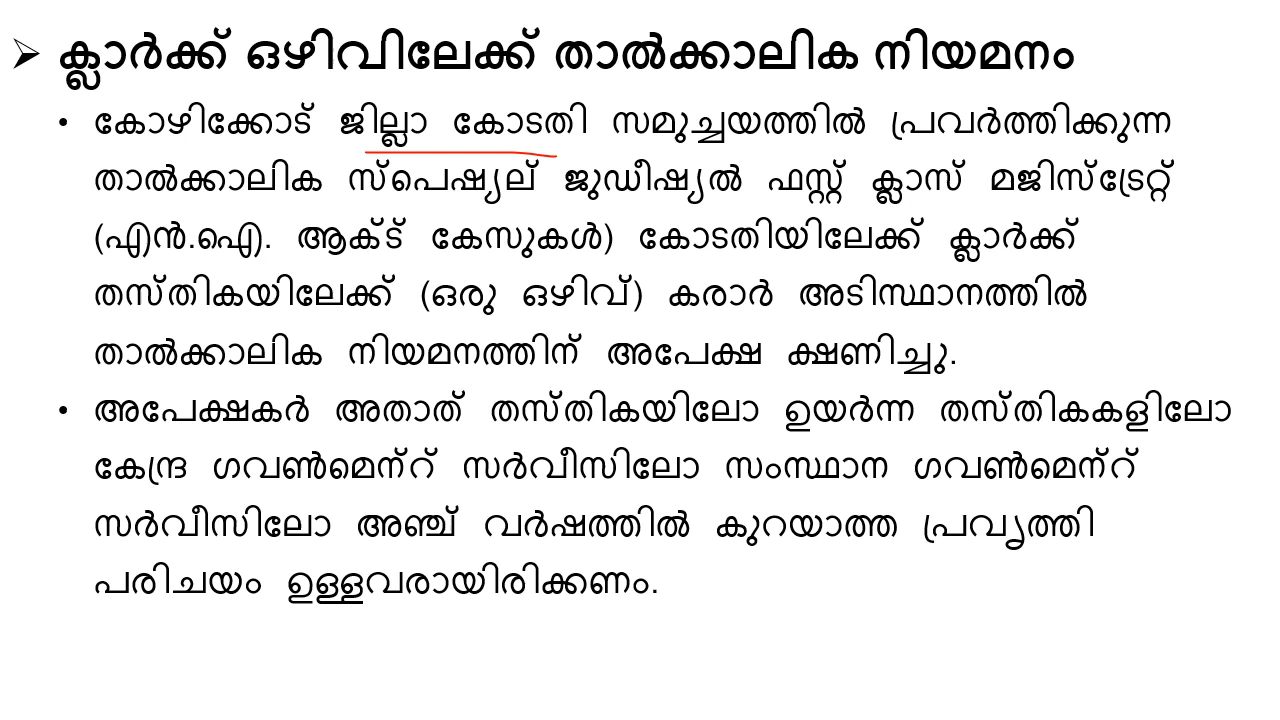 ➢ ക്ലാർക്ക് ഒഴിവിലേക്ക് താൽക്കാലിക നിയമനം
• കോഴിക്കോട് ജില്ലാ കോടതി സമുച്ചയത്തിൽ പ്രവർത്തിക്കുന്ന
താൽക്കാലിക സ്പെഷ്യല് ജുഡീഷ്യൽ ഫസ്റ്റ് ക്ലാസ് മജിസ്ട്രേറ്റ്
(എൻ.ഐ. ആക്ട് കേസുകൾ) കോടതിയിലേക്ക് ക്ലാർക്ക്
തസ്തികയിലേക്ക് (ഒരു ഒഴിവ്) കരാർ അടിസ്ഥാനത്തിൽ
താൽക്കാലിക നിയമനത്തിന് അപേക്ഷ ക്ഷണിച്ചു.
• അപേക്ഷകർ അതാത് തസ്തികയിലോ ഉയർന്ന തസ്തികകളിലോ
കേന്ദ്ര ഗവൺമെന്റ് സർവീസിലോ സംസ്ഥാന ഗവൺമെന്റ്
സർവീസിലോ അഞ്ച് വർഷത്തിൽ കുറയാത്ത പ്രവൃത്തി
പരിചയം ഉള്ളവരായിരിക്കണം.